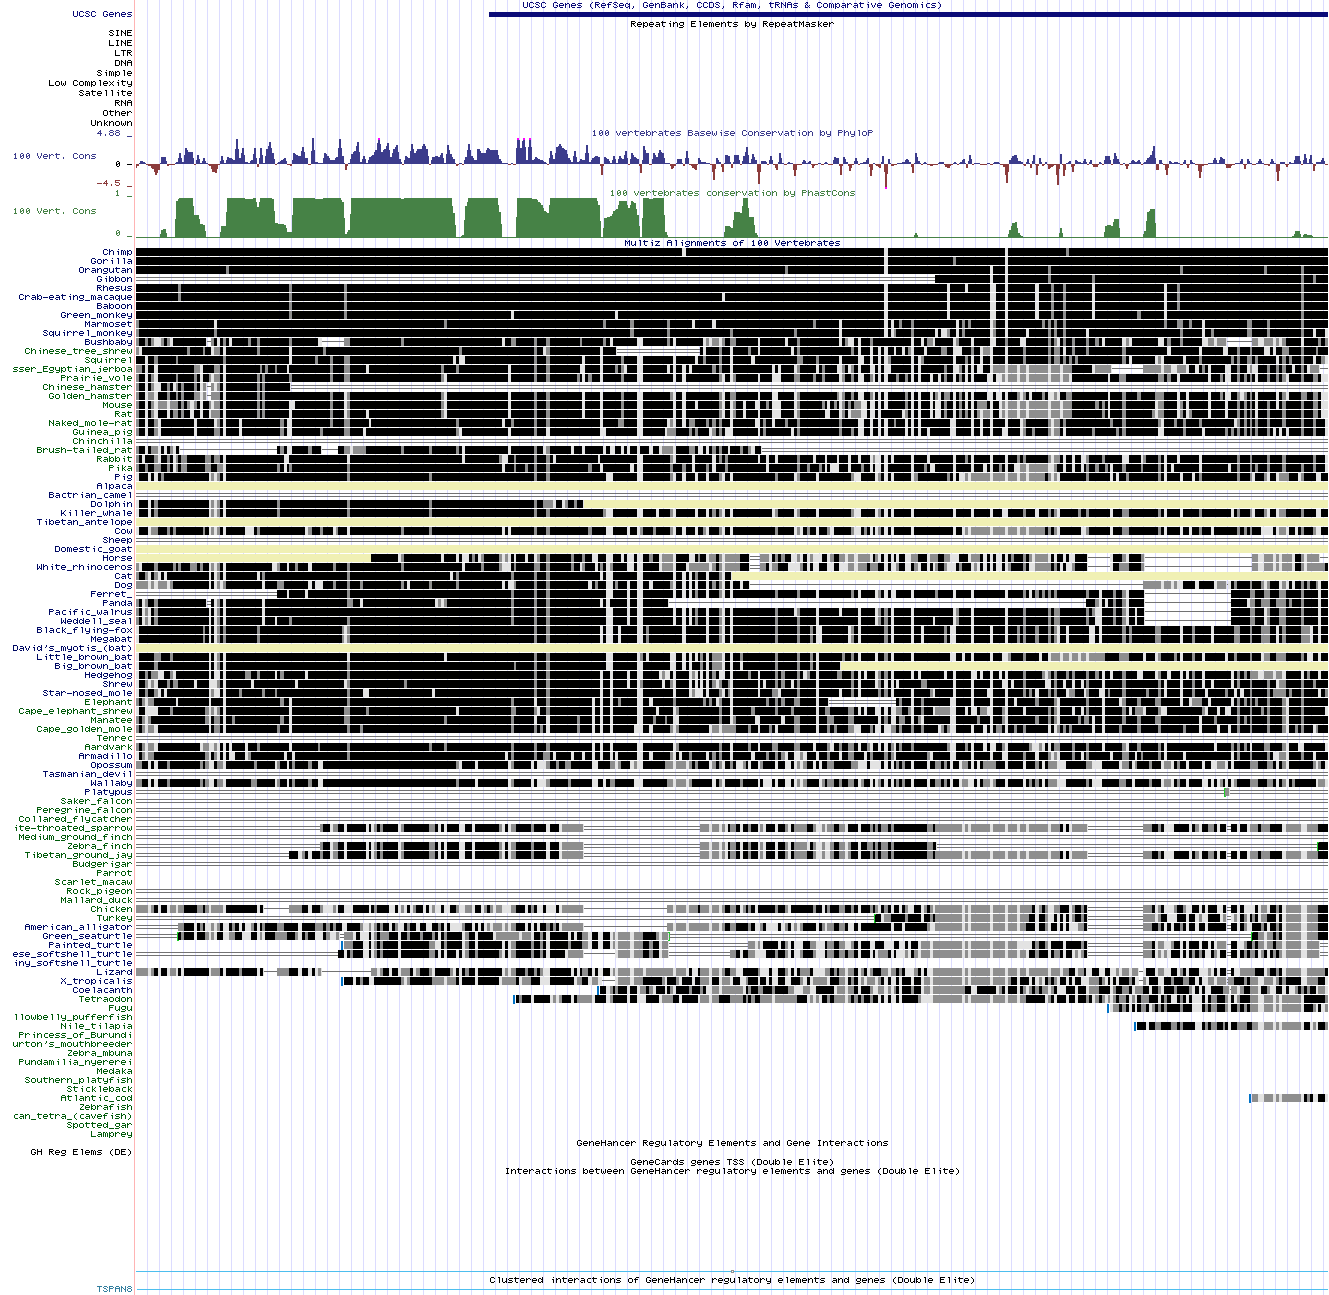 UCSC Genes (RefSeq, GenBank, CCDS, Rfam, tRNAs & Comparative Genomics)
UCSC Genes
Repeating Elements by RepeatMasker
SINE
LINE
LTR
DNA
Simple
Low Complexity
Satellite
RNA
Other
Unknown
4.88 _
100 vertebrates Basewise Conservation by PhyloP
100 Vert. Cons
0 _
-4.5 _
1 _
100 vertebrates conservation by PhastCons
100 Vert. Cons
0 _
Multiz Alignments of 100 Vertebrates
Chimp
Gorilla
Orangutan
Gibbon
Rhesus
Crab-eating_macaque
Baboon
Green_monkey
Marmoset
Squirrel_monkey
Bushbaby
Chinese_tree_shrew
Squirrel
sser_Egyptian_jerboa
Prairie_vole
Chinese_hamster
Golden_hamster
Mouse
Rat
Naked_mole-rat
Guinea_pig
Chinchilla
Brush-tailed_rat
Rabbit
Pika
Pig
Alpaca
Bactrian_camel
Dolphin
Killer_whale
Tibetan_antelope
Cow
Sheep
Domestic_goat
Horse
White_rhinoceros
Cat
Dog
Ferret_
Panda
Pacific_walrus
Weddell_seal
Black_flying-fox
Megabat
David's_myotis_(bat)
Little_brown_bat
Big_brown_bat
Hedgehog
Shrew
Star-nosed_mole
Elephant
Cape_elephant_shrew
Manatee
Cape_golden_mole
Tenrec
Aardvark
Armadillo
Opossum
Tasmanian_devil
Wallaby
Platypus
Saker_falcon
Peregrine_falcon
Collared_flycatcher
ite-throated_sparrow
Medium_ground_finch
Zebra_finch
Tibetan_ground_jay
Budgerigar
Parrot
Scarlet_macaw
Rock_pigeon
Mallard_duck
Chicken
Turkey
American_alligator
Green_seaturtle
Painted_turtle
ese_softshell_turtle
iny_softshell_turtle
Lizard
X_tropicalis
Coelacanth
Tetraodon
Fugu
llowbelly_pufferfish
Nile_tilapia
Princess_of_Burundi
urton's_mouthbreeder
Zebra_mbuna
Pundamilia_nyererei
Medaka
Southern_platyfish
Stickleback
Atlantic_cod
Zebrafish
can_tetra_(cavefish)
Spotted_gar
Lamprey
GeneHancer Regulatory Elements and Gene Interactions
GH Reg Elems (DE)
GeneCards genes TSS (Double Elite)
Interactions between GeneHancer regulatory elements and genes (Double Elite)
Clustered interactions of GeneHancer regulatory elements and genes (Double Elite)
TSPAN8